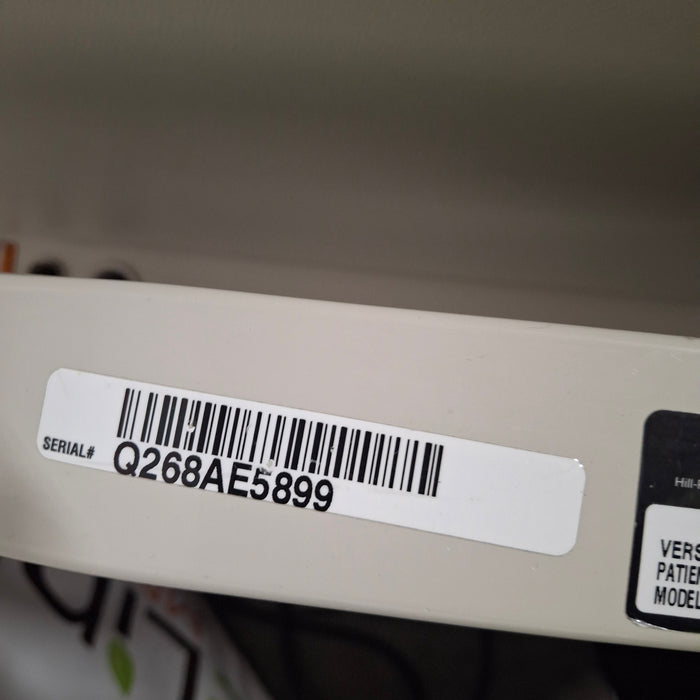 SERIAL#
Q268AE5899
Hill-
VERS
PATIE
MODEL